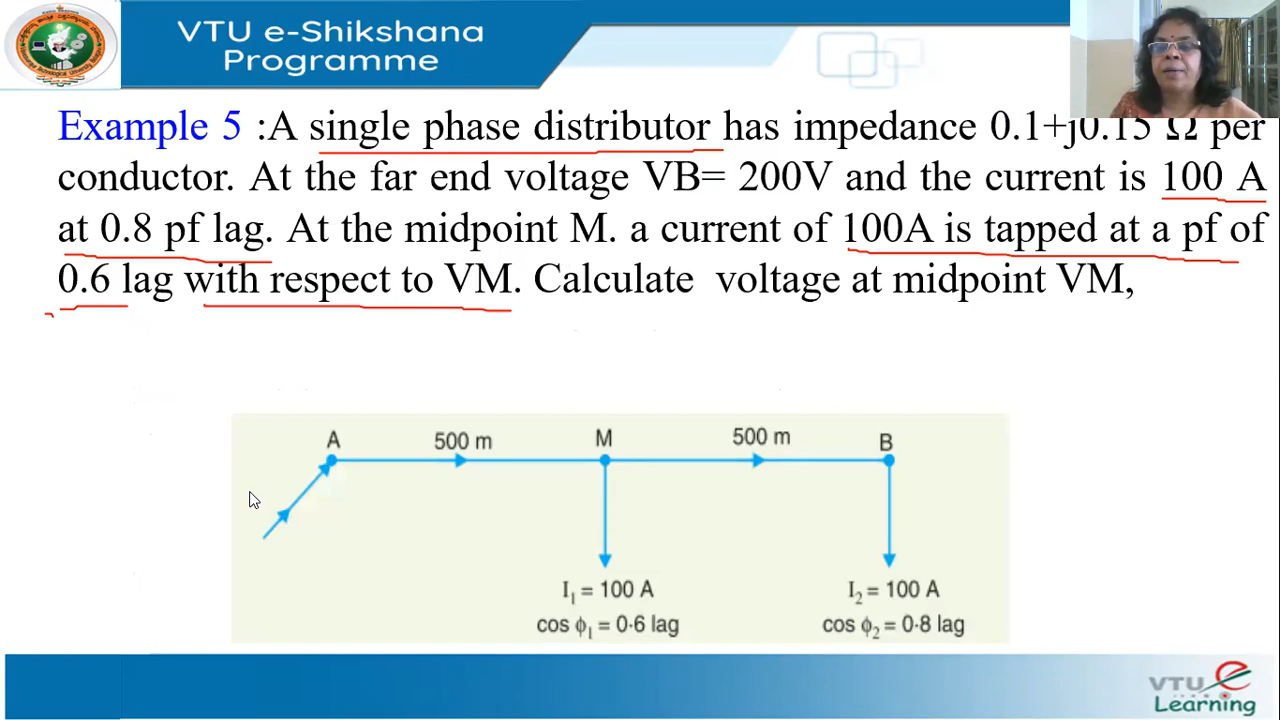 VTU e-Shikshana
Programme
Example 5 :A single phase distributor has impedance 0.1+j0.15 Ω per
conductor. At the far end voltage VB= 200V and the current is 100 A
at 0.8 pf lag. At the midpoint M. a current of 100A is tapped at a pf of
0.6 lag with respect to VM. Calculate voltage at midpoint VM,
A 500 m M 500 m B
I₁ = 100 A I₂ = 100 A
cos ϕ₁ = 0·6 lag cos ϕ₂ = 0·8 lag
VTU e
Learning